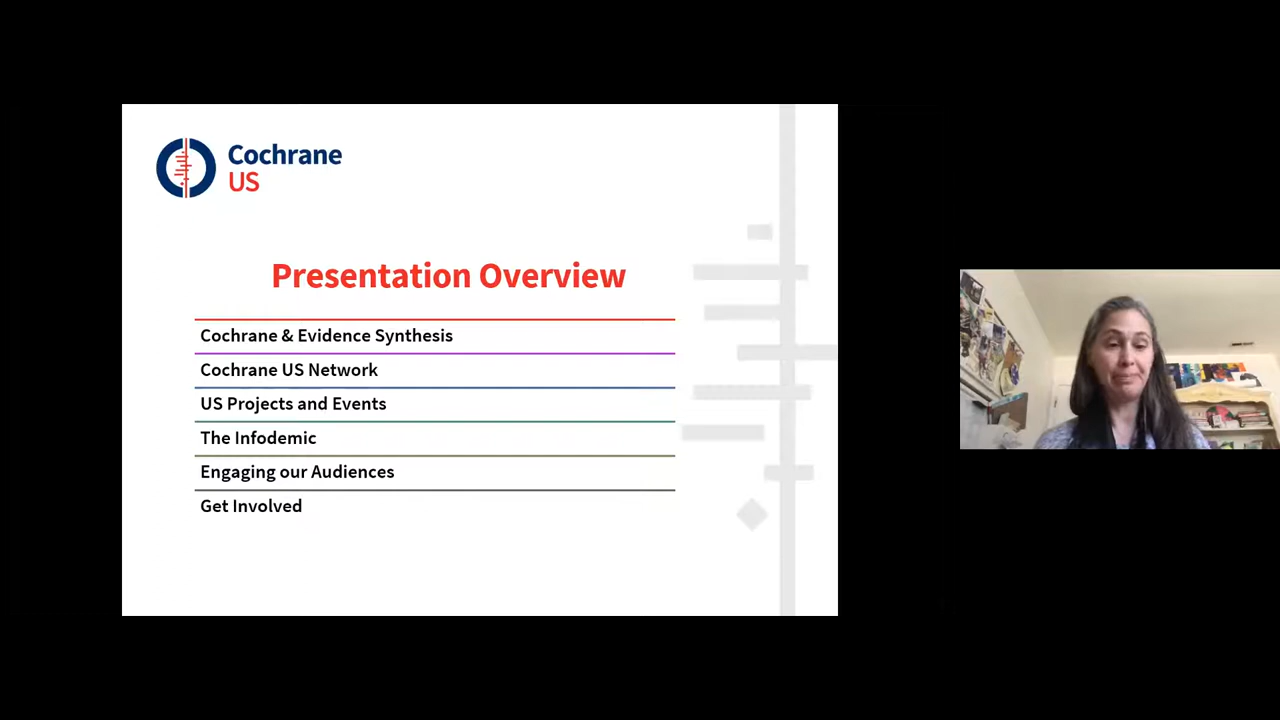 Cochrane
US
Presentation Overview
Cochrane & Evidence Synthesis
Cochrane US Network
US Projects and Events
The Infodemic
Engaging our Audiences
Get Involved